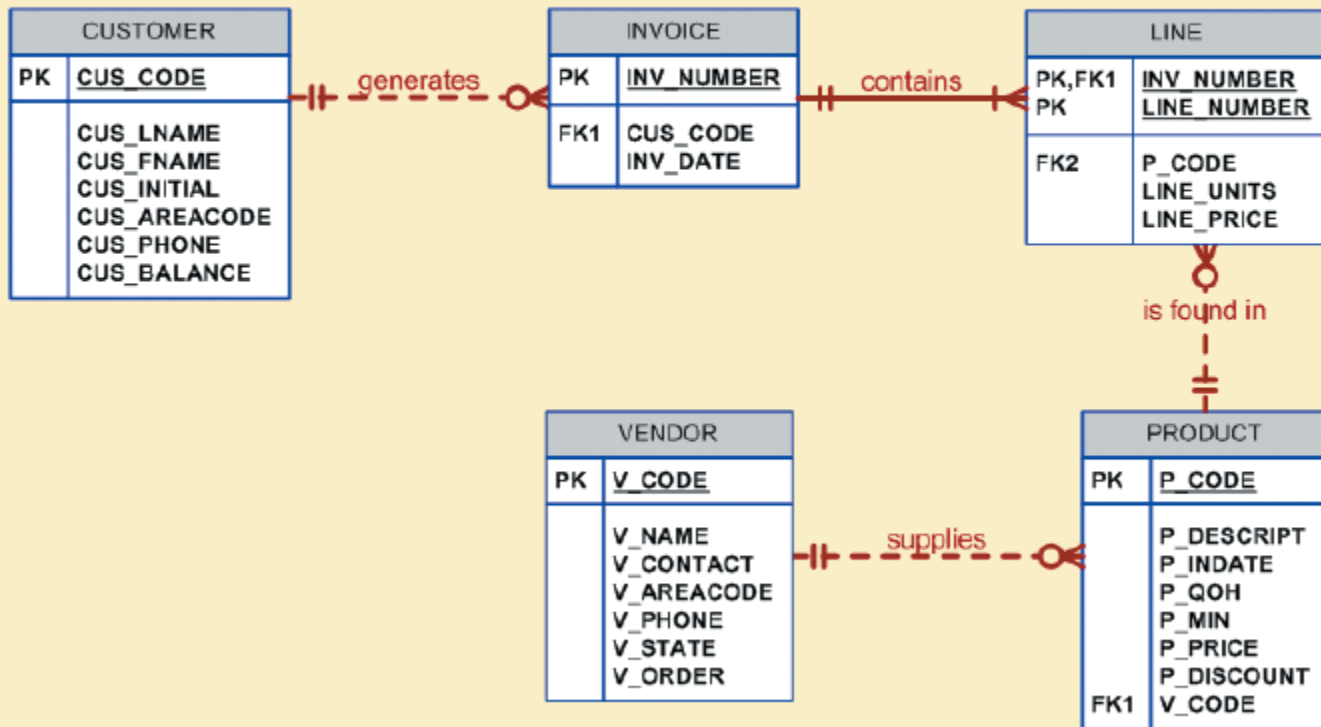 CUSTOMER
PK CUS_CODE
CUS_LNAME
CUS_FNAME
CUS_INITIAL
CUS_AREACODE
CUS_PHONE
CUS_BALANCE
generates
INVOICE
PK INV_NUMBER
FK1 CUS_CODE
INV_DATE
contains
LINE
PK,FK1 INV_NUMBER
PK LINE_NUMBER
FK2 P_CODE
LINE_UNITS
LINE_PRICE
is found in
VENDOR
PK V_CODE
V_NAME
V_CONTACT
V_AREACODE
V_PHONE
V_STATE
V_ORDER
supplies
PRODUCT
PK P_CODE
P_DESCRIPT
P_INDATE
P_QOH
P_MIN
P_PRICE
P_DISCOUNT
FK1 V_CODE